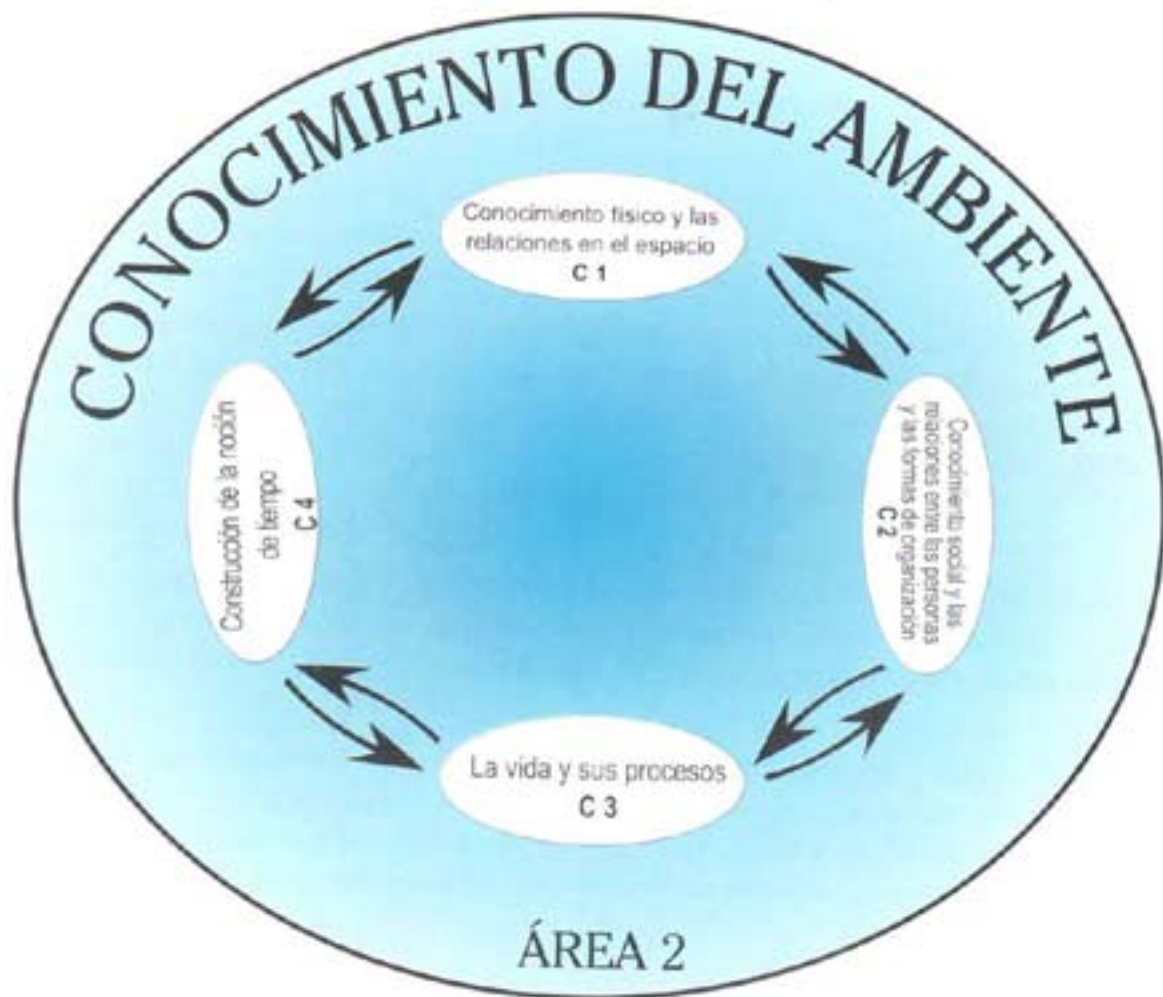 CONOCIMIENTO DEL AMBIENTE
Conocimiento físico y las
relaciones en el espacio
C 1
Conocimiento social y las
relaciones entre las personas
y las formas de organización
C 2
La vida y sus procesos
C 3
Construcción de la noción
de tiempo
C 4
ÁREA 2